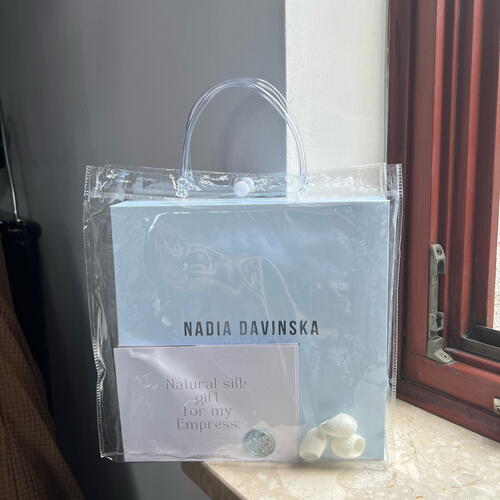 NADIA DAVINSKA
Natural silk
gift
for my
Empress.